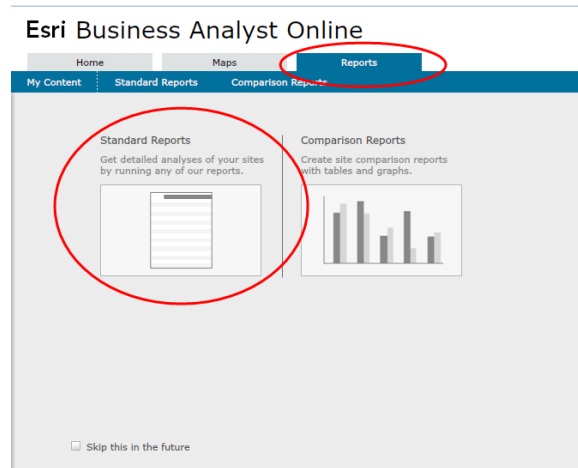 Esri Business Analyst Online
Home Maps Reports
My Content Standard Reports Comparison Reports
Standard Reports
Get detailed analyses of your sites
by running any of our reports.
Comparison Reports
Create site comparison reports
with tables and graphs.
Skip this in the future